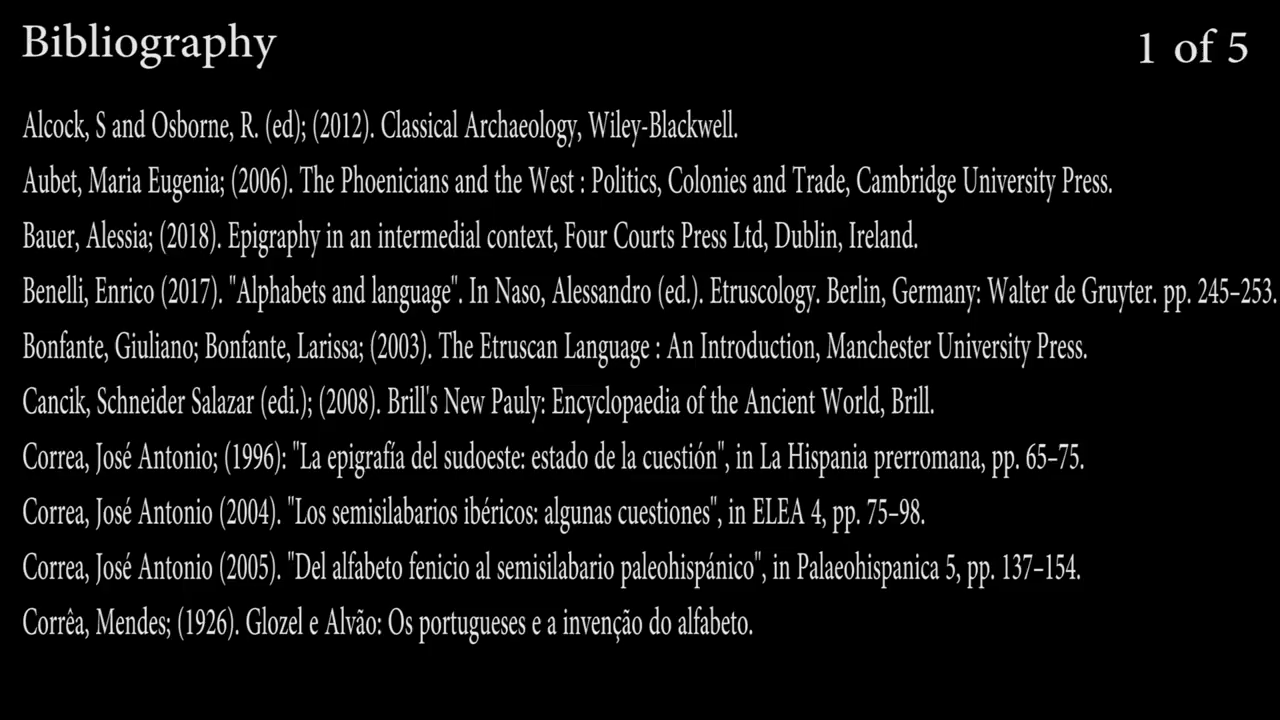 Bibliography
1 of 5
Alcock, S and Osborne, R. (ed); (2012). Classical Archaeology, Wiley-Blackwell.
Aubet, Maria Eugenia; (2006). The Phoenicians and the West : Politics, Colonies and Trade, Cambridge University Press.
Bauer, Alessia; (2018). Epigraphy in an intermedial context, Four Courts Press Ltd, Dublin, Ireland.
Benelli, Enrico (2017). "Alphabets and language". In Naso, Alessandro (ed.). Etruscology. Berlin, Germany: Walter de Gruyter. pp. 245–253.
Bonfante, Giuliano; Bonfante, Larissa; (2003). The Etruscan Language : An Introduction, Manchester University Press.
Cancik, Schneider Salazar (edi.); (2008). Brill's New Pauly: Encyclopaedia of the Ancient World, Brill.
Correa, José Antonio; (1996): "La epigrafía del sudoeste: estado de la cuestión", in La Hispania prerromana, pp. 65–75.
Correa, José Antonio (2004). "Los semisilabarios ibéricos: algunas cuestiones", in ELEA 4, pp. 75–98.
Correa, José Antonio (2005). "Del alfabeto fenicio al semisilabario paleohispánico", in Palaeohispanica 5, pp. 137–154.
Corrêa, Mendes; (1926). Glozel e Alvão: Os portugueses e a invenção do alfabeto.